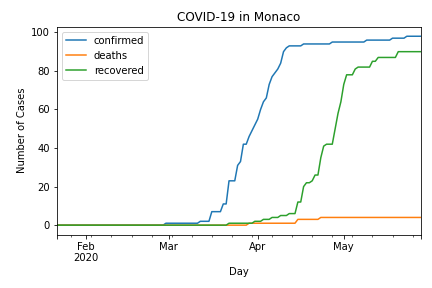 COVID-19 in Monaco
confirmed
deaths
recovered
Number of Cases
100
80
60
40
20
0
Feb
2020
Mar
Apr
May
Day